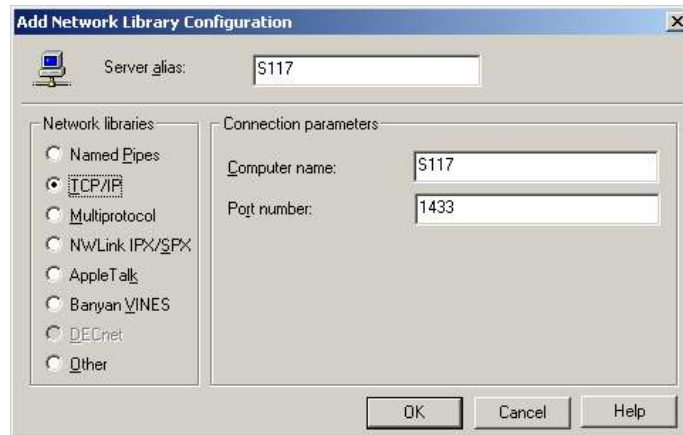 Add Network Library Configuration
Server alias:
S117
Network libraries
Named Pipes
TCP/IP
Multiprotocol
NWLink IPX/SPX
AppleTalk
Banyan VINES
DECnet
Other
Connection parameters
Computer name:
S117
Port number:
1433
OK
Cancel
Help